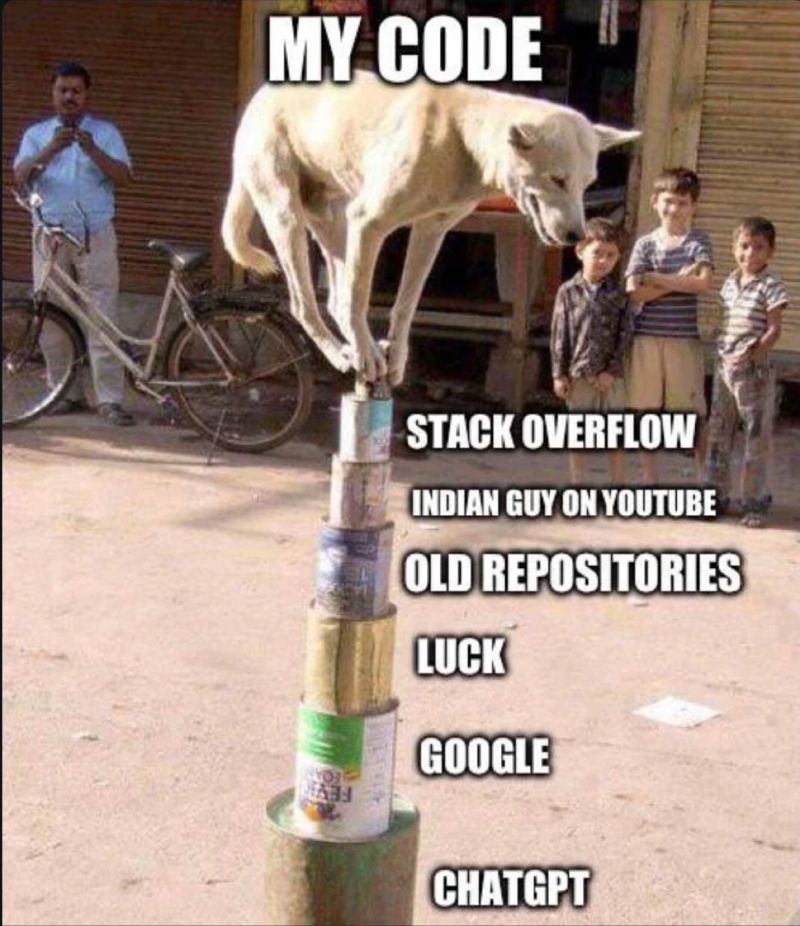 MY CODE
STACK OVERFLOW
INDIAN GUY ON YOUTUBE
OLD REPOSITORIES
LUCK
GOOGLE
CHATGPT